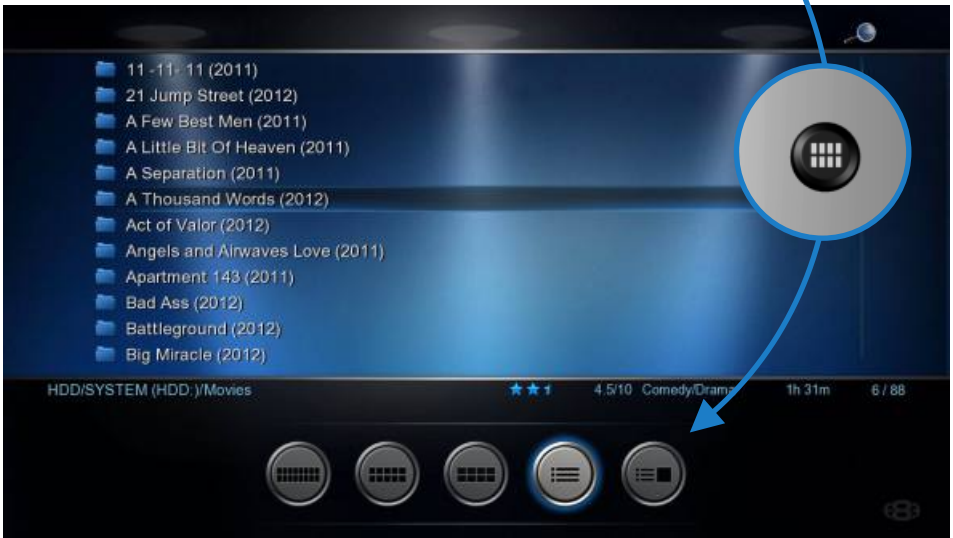 11 -11- 11 (2011)
21 Jump Street (2012)
A Few Best Men (2011)
A Little Bit Of Heaven (2011)
A Separation (2011)
A Thousand Words (2012)
Act of Valor (2012)
Angels and Airwaves Love (2011)
Apartment 143 (2011)
Bad Ass (2012)
Battleground (2012)
Big Miracle (2012)
HDD/SYSTEM (HDD:)/Movies 4.5/10 Comedy/Drama 1h 31m 6 / 88